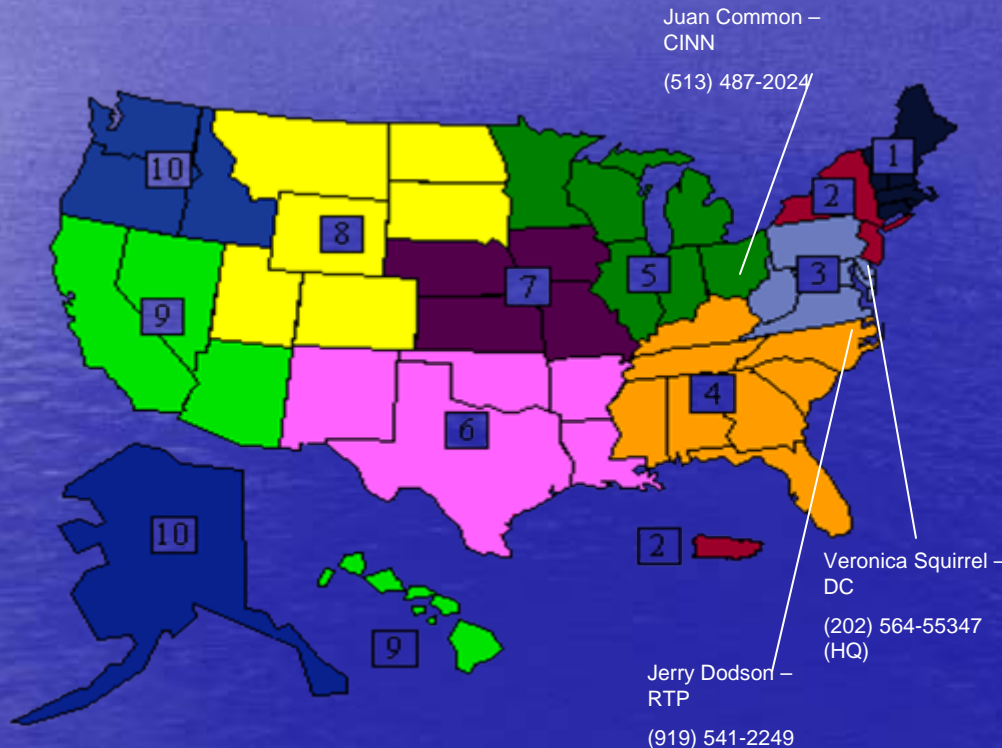 Juan Common –
CINN
(513) 487-2024
1
10
2
8
3
5
7
9
4
6
10
2
Veronica Squirrel –
DC
(202) 564-55347
(HQ)
9
Jerry Dodson –
RTP
(919) 541-2249